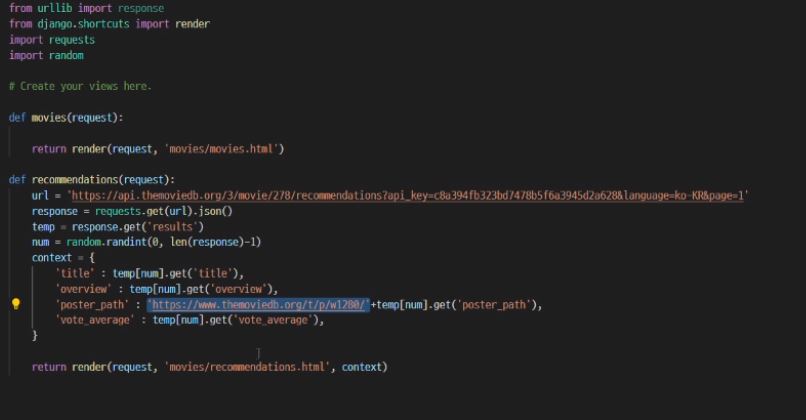 from urllib import response
from django.shortcuts import render
import requests
import random
# Create your views here.
def movies(request):
return render(request, 'movies/movies.html')
def recommendations(request):
url = 'https://api.themoviedb.org/3/movie/278/recommendations?api_key=c8a394fb323bd7478b5f6a3945d2a628&language=ko-KR&page=1'
response = requests.get(url).json()
temp = response.get('results')
num = random.randint(0, len(response)-1)
context = {
'title' : temp[num].get('title'),
'overview' : temp[num].get('overview'),
'poster_path' : 'https://www.themoviedb.org/t/p/w1280/'+temp[num].get('poster_path'),
'vote_average' : temp[num].get('vote_average'),
}
return render(request, 'movies/recommendations.html', context)